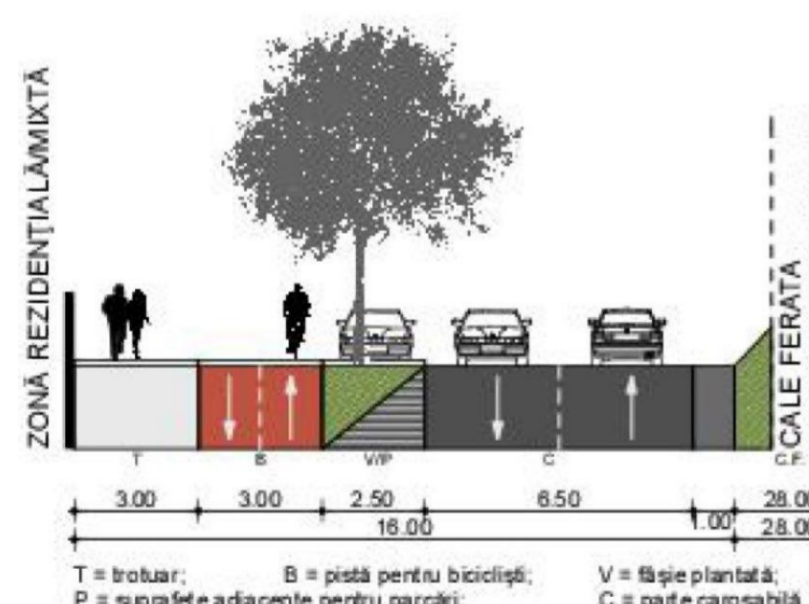 ZONĂ REZIDENȚIALĂ/MIXTĂ
CALE FERATA
T B V/P C C.F.
3.00 3.00 2.50 6.50 28.00
16.00 1.00 28.00
T = trotuar; B = pistă pentru bicicliști; V = fâșie plantată;
P = suprafețe adiacente pentru parcări; C = parte carosabilă